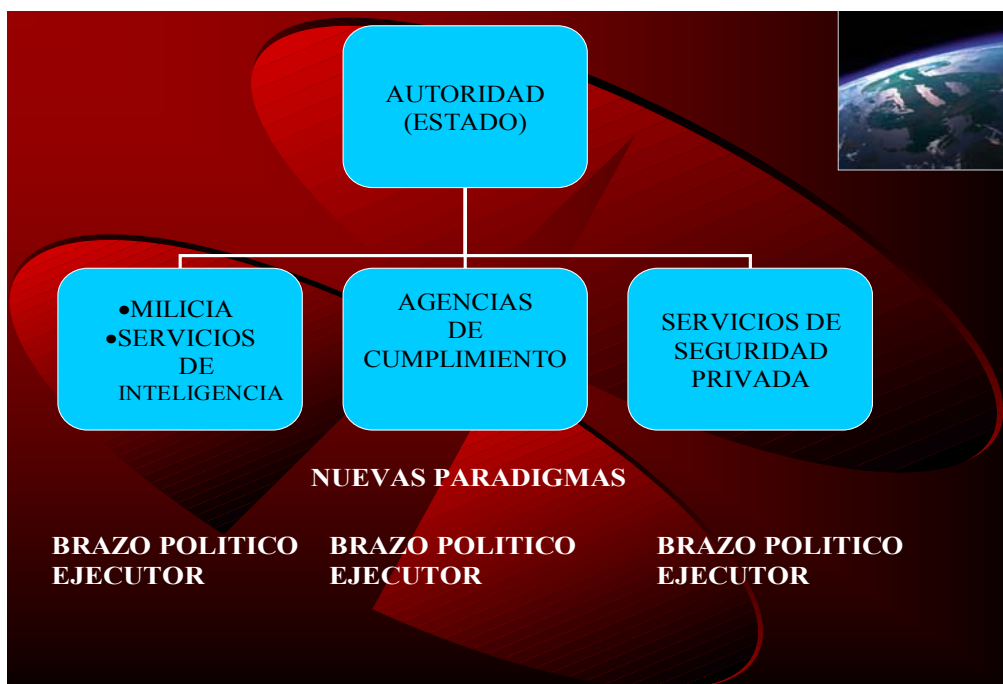 AUTORIDAD
(ESTADO)
•MILICIA
•SERVICIOS
DE
INTELIGENCIA
AGENCIAS
DE
CUMPLIMIENTO
SERVICIOS DE
SEGURIDAD
PRIVADA
NUEVAS PARADIGMAS
BRAZO POLITICO
EJECUTOR
BRAZO POLITICO
EJECUTOR
BRAZO POLITICO
EJECUTOR